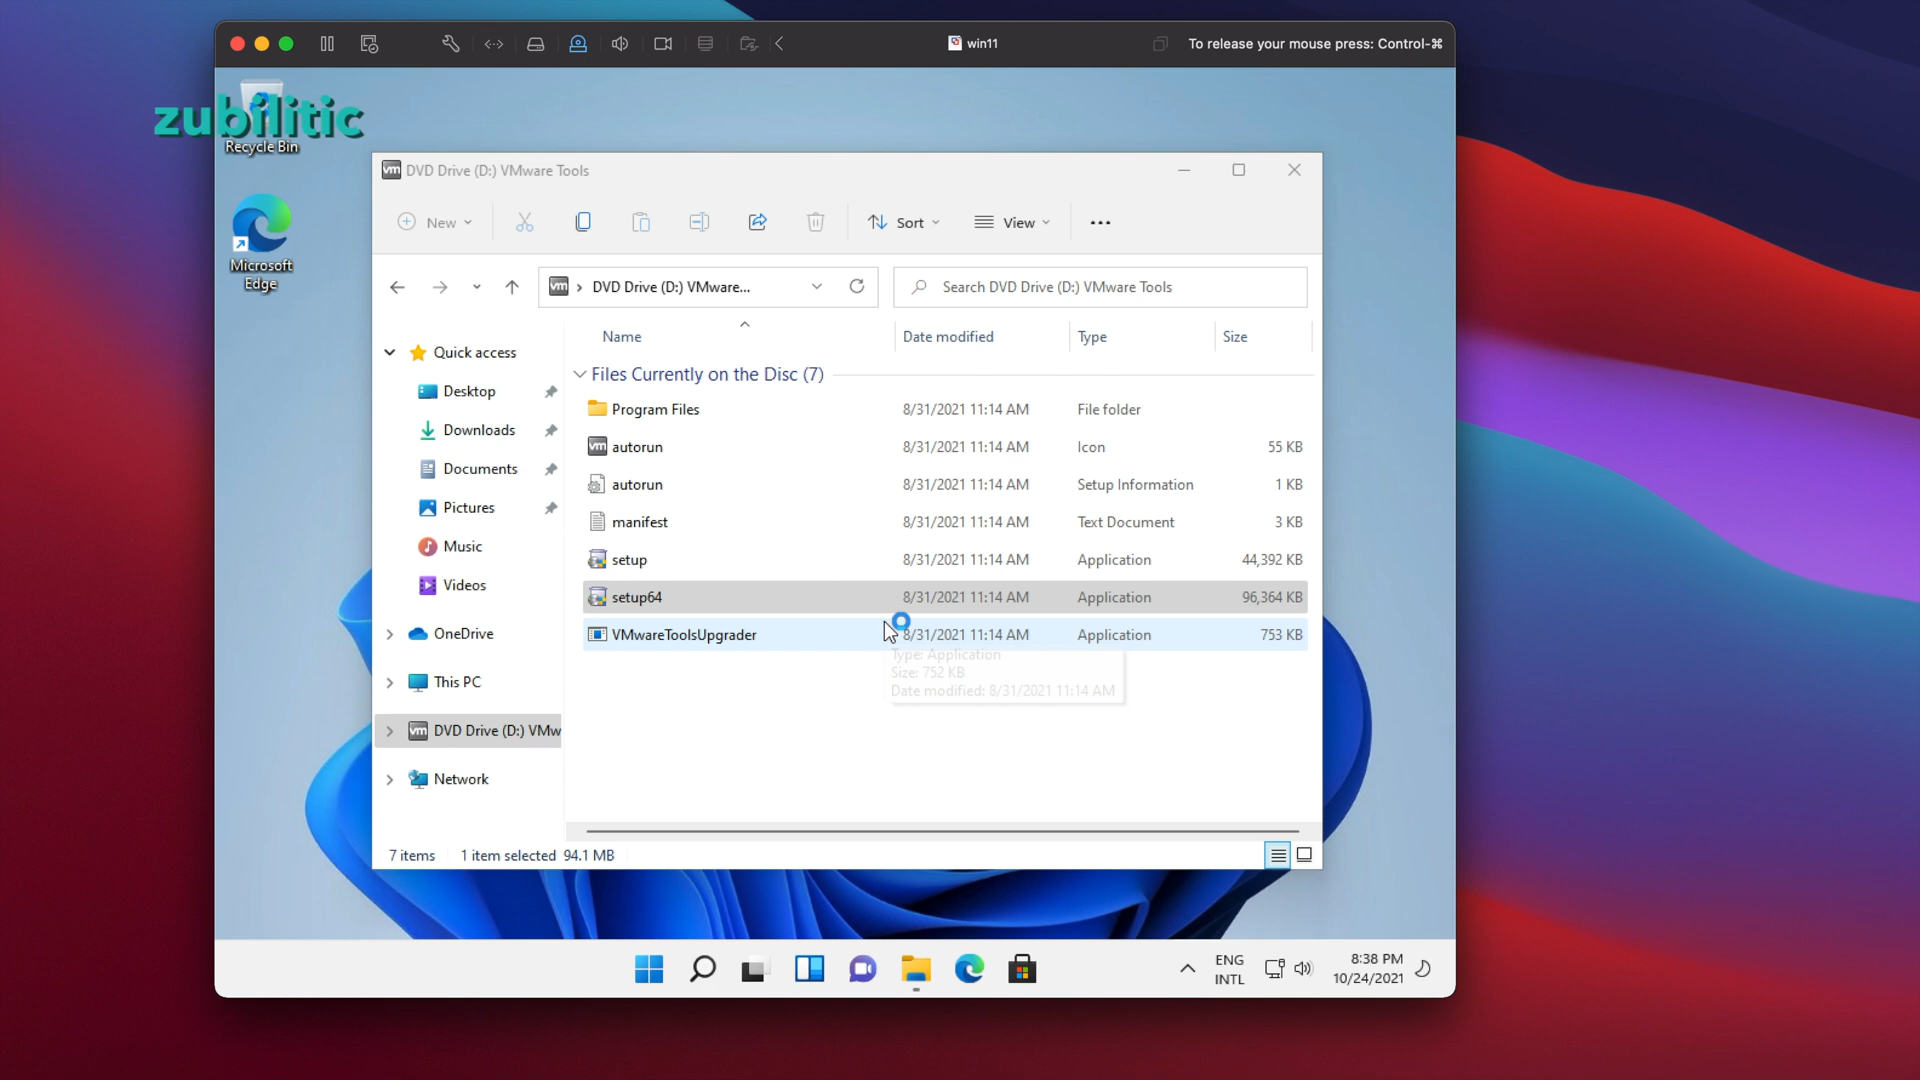 win11
To release your mouse press: Control-⌘
zubilitic
Recycle Bin
Microsoft
Edge
vm DVD Drive (D:) VMware Tools
New
Sort
View
vm DVD Drive (D:) VMware...
Search DVD Drive (D:) VMware Tools
Name Date modified Type Size
Quick access
Desktop
Downloads
Documents
Pictures
Music
Videos
OneDrive
This PC
vm DVD Drive (D:) VMw
Network
Files Currently on the Disc (7)
Program Files 8/31/2021 11:14 AM File folder
vm autorun 8/31/2021 11:14 AM Icon 55 KB
autorun 8/31/2021 11:14 AM Setup Information 1 KB
manifest 8/31/2021 11:14 AM Text Document 3 KB
setup 8/31/2021 11:14 AM Application 44,392 KB
setup64 8/31/2021 11:14 AM Application 96,364 KB
VMwareToolsUpgrader 8/31/2021 11:14 AM Application 753 KB
Type: Application
Size: 752 KB
Date modified: 8/31/2021 11:14 AM
7 items 1 item selected 94.1 MB
ENG
INTL
8:38 PM
10/24/2021